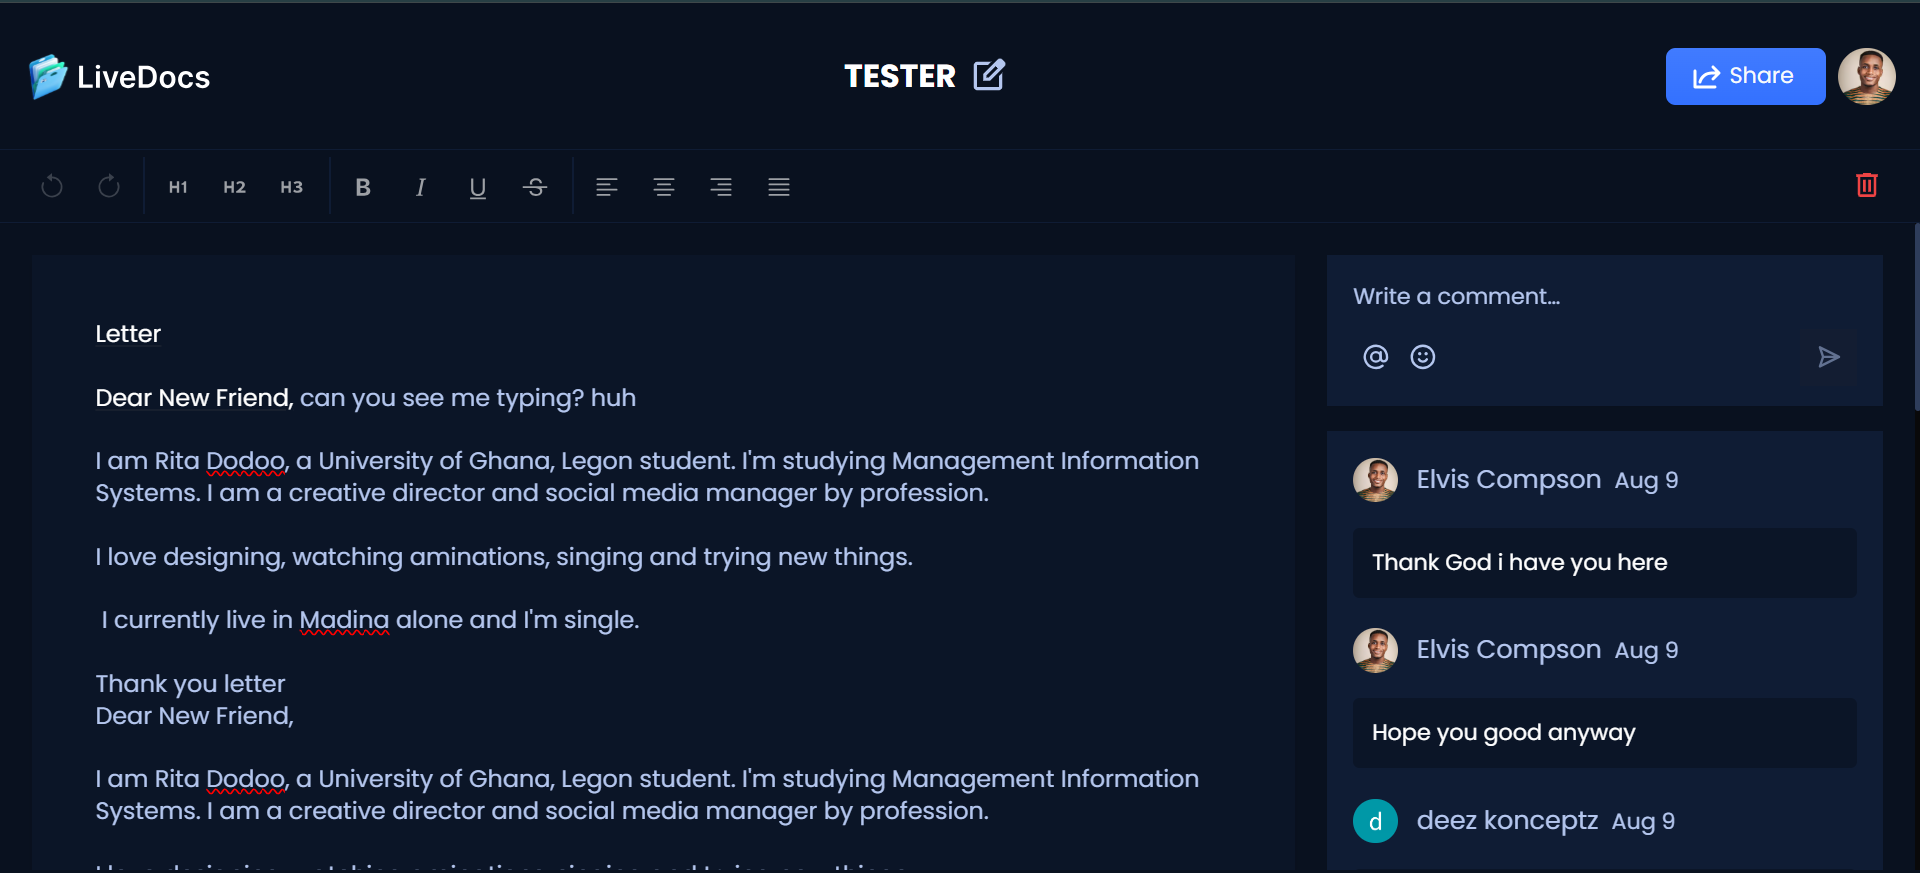 LiveDocs
TESTER
Share
H1 H2 H3 B I U S
Write a comment...
@
Letter
Dear New Friend, can you see me typing? huh
I am Rita Dodoo, a University of Ghana, Legon student. I'm studying Management Information
Systems. I am a creative director and social media manager by profession.
I love designing, watching aminations, singing and trying new things.
I currently live in Madina alone and I'm single.
Thank you letter
Dear New Friend,
I am Rita Dodoo, a University of Ghana, Legon student. I'm studying Management Information
Systems. I am a creative director and social media manager by profession.
Elvis Compson Aug 9
Thank God i have you here
Elvis Compson Aug 9
Hope you good anyway
d deez konceptz Aug 9